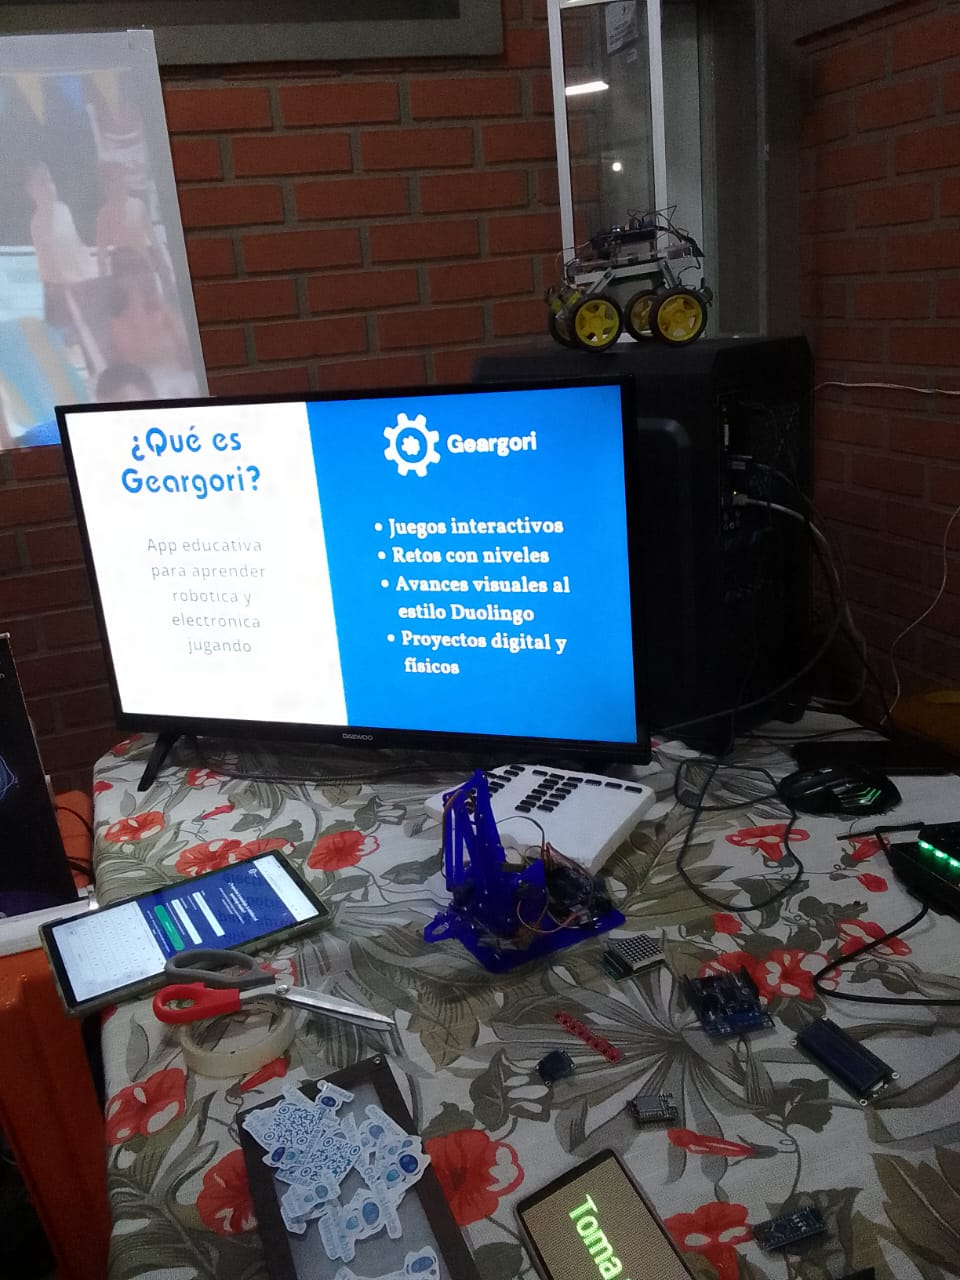 ¿Qué es
Geargori?
App educativa
para aprender
robotica y
electronica
jugando
Geargori
• Juegos interactivos
• Retos con niveles
• Avances visuales al
estilo Duolingo
• Proyectos digital y
físicos
DAEWOO
Toma